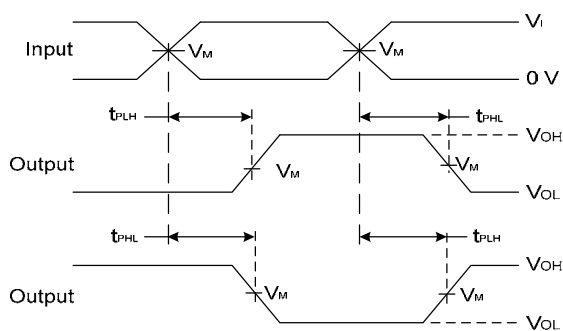 VI
Input VM VM
0 V
tPLH tPHL
VOH
Output VM VM
VOL
tPHL tPLH
VOH
Output VM VM
VOL